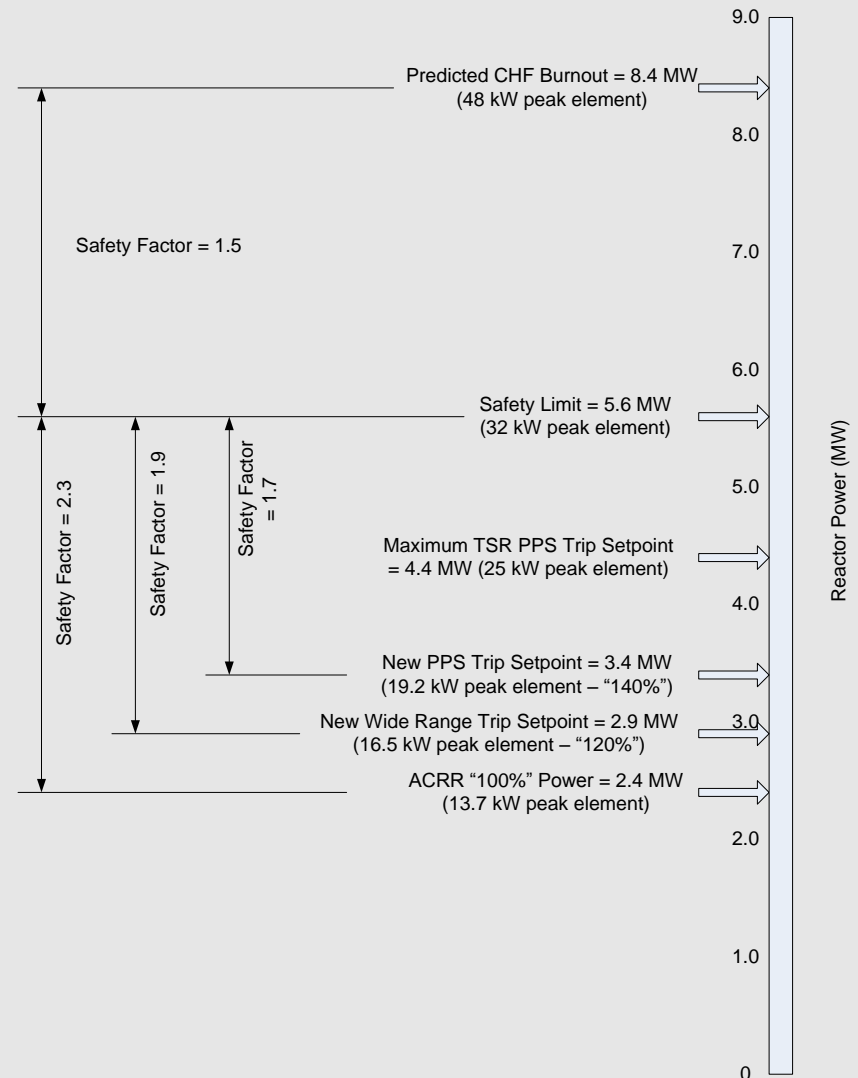 9.0
Predicted CHF Burnout = 8.4 MW
(48 kW peak element)
8.0
Safety Factor = 1.5
7.0
6.0
Safety Limit = 5.6 MW
(32 kW peak element)
Safety Factor = 2.3
Safety Factor = 1.9
Safety Factor
= 1.7
5.0
Reactor Power (MW)
Maximum TSR PPS Trip Setpoint
= 4.4 MW (25 kW peak element)
4.0
New PPS Trip Setpoint = 3.4 MW
(19.2 kW peak element – “140%”)
3.0
New Wide Range Trip Setpoint = 2.9 MW
(16.5 kW peak element – “120%”)
ACRR “100%” Power = 2.4 MW
(13.7 kW peak element)
2.0
1.0
0